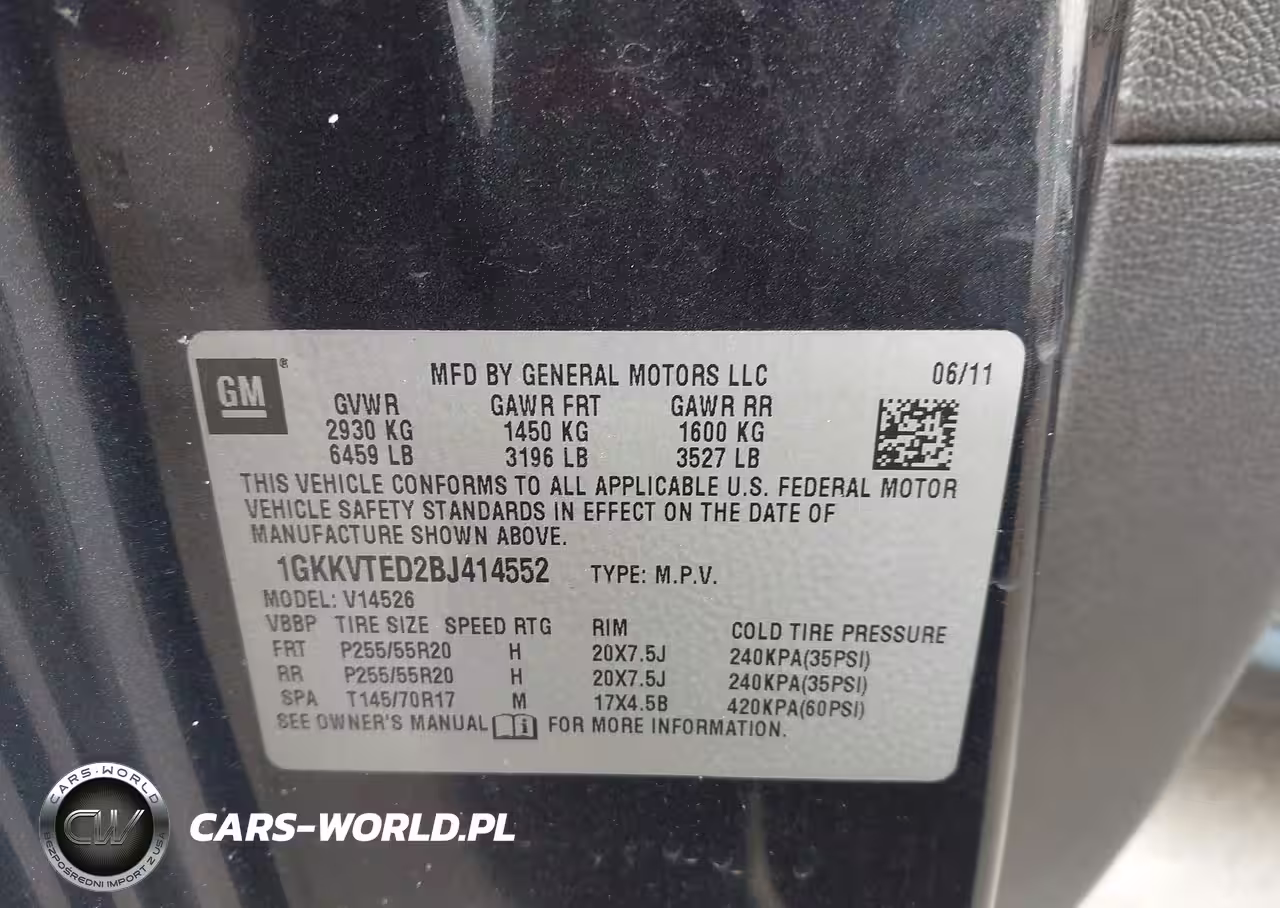 GM
®
MFD BY GENERAL MOTORS LLC 06/11
GVWR GAWR FRT GAWR RR
2930 KG 1450 KG 1600 KG
6459 LB 3196 LB 3527 LB
THIS VEHICLE CONFORMS TO ALL APPLICABLE U.S. FEDERAL MOTOR
VEHICLE SAFETY STANDARDS IN EFFECT ON THE DATE OF
MANUFACTURE SHOWN ABOVE.
1GKKVTED2BJ414552 TYPE: M.P.V.
MODEL: V14526
VBBP TIRE SIZE SPEED RTG RIM COLD TIRE PRESSURE
FRT P255/55R20 H 20X7.5J 240KPA(35PSI)
RR P255/55R20 H 20X7.5J 240KPA(35PSI)
SPA T145/70R17 M 17X4.5B 420KPA(60PSI)
SEE OWNER'S MANUAL i FOR MORE INFORMATION.
CARS-WORLD
CW
BEZPOŚREDNI IMPORT Z USA
CARS-WORLD.PL